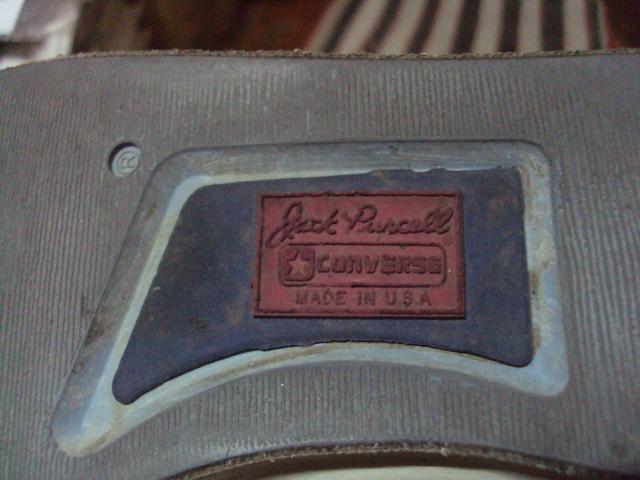 ®
Jack Purcell
®
CONVERSE
MADE IN U.S.A